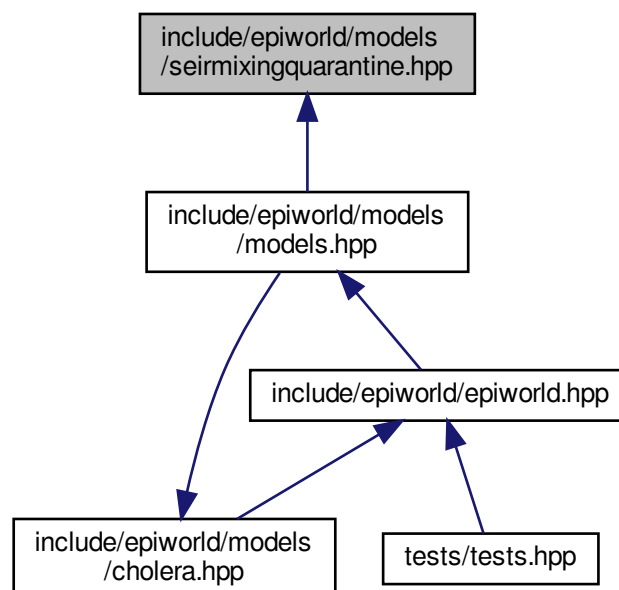 include/epiworld/models
/seirmixingquarantine.hpp
include/epiworld/models
/models.hpp
include/epiworld/epiworld.hpp
include/epiworld/models
/cholera.hpp
tests/tests.hpp